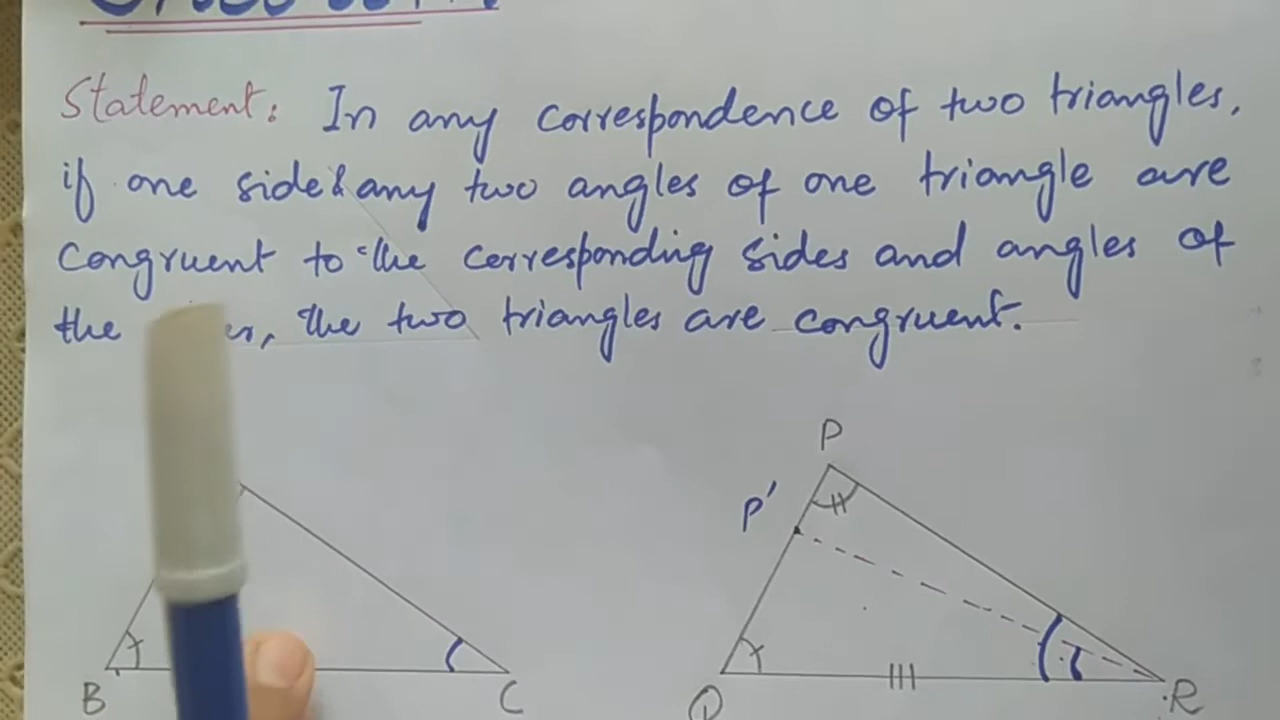 Statement: In any correspondence of two triangles,
if one side & any two angles of one triangle are
congruent to the corresponding sides and angles of
the the two triangles are congruent.
P
P'
B
C
Q
R